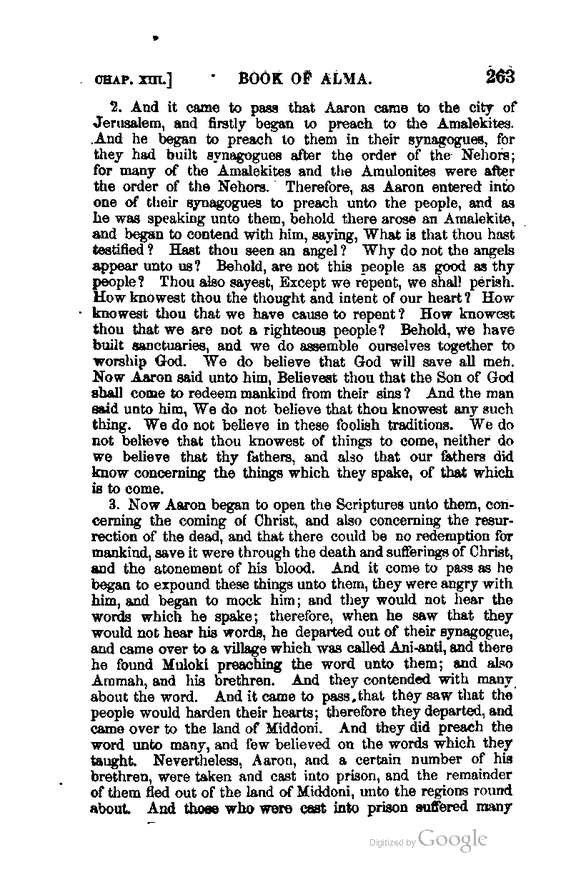 CHAP. XIII.] BOOK OF ALMA. 263
2. And it came to pass that Aaron came to the city of
Jerusalem, and firstly began to preach to the Amalekites.
And he began to preach to them in their synagogues, for
they had built synagogues after the order of the Nehors;
for many of the Amalekites and the Amulonites were after
the order of the Nehors. Therefore, as Aaron entered into
one of their synagogues to preach unto the people, and as
he was speaking unto them, behold there arose an Amalekite,
and began to contend with him, saying, What is that thou hast
testified? Hast thou seen an angel? Why do not the angels
appear unto us? Behold, are not this people as good as thy
people? Thou also sayest, Except we repent, we shall perish.
How knowest thou the thought and intent of our heart? How
knowest thou that we have cause to repent? How knowest
thou that we are not a righteous people? Behold, we have
built sanctuaries, and we do assemble ourselves together to
worship God. We do believe that God will save all men.
Now Aaron said unto him, Believest thou that the Son of God
shall come to redeem mankind from their sins? And the man
said unto him, We do not believe that thou knowest any such
thing. We do not believe in these foolish traditions. We do
not believe that thou knowest of things to come, neither do
we believe that thy fathers, and also that our fathers did
know concerning the things which they spake, of that which
is to come.
3. Now Aaron began to open the Scriptures unto them, con-
cerning the coming of Christ, and also concerning the resur-
rection of the dead, and that there could be no redemption for
mankind, save it were through the death and sufferings of Christ,
and the atonement of his blood. And it come to pass as he
began to expound these things unto them, they were angry with
him, and began to mock him; and they would not hear the
words which he spake; therefore, when he saw that they
would not hear his words, he departed out of their synagogue,
and came over to a village which was called Ani-anti, and there
he found Muloki preaching the word unto them; and also
Ammah, and his brethren. And they contended with many
about the word. And it came to pass, that they saw that the
people would harden their hearts; therefore they departed, and
came over to the land of Middoni. And they did preach the
word unto many, and few believed on the words which they
taught. Nevertheless, Aaron, and a certain number of his
brethren, were taken and cast into prison, and the remainder
of them fled out of the land of Middoni, unto the regions round
about. And those who were cast into prison suffered many
Digitized by Google